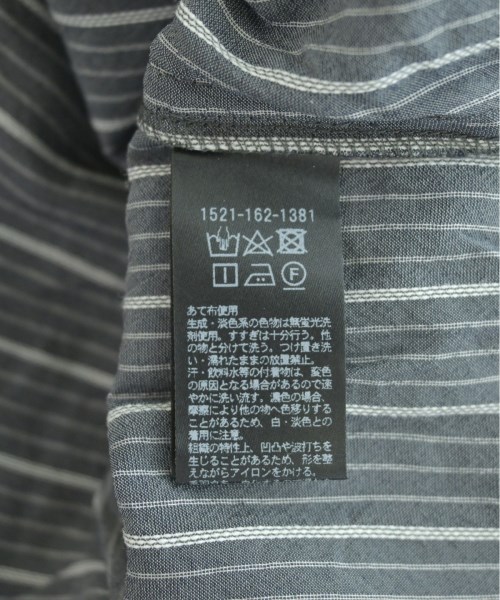 1521-162-1381
F
あて布使用
生成・淡色系の色物は無蛍光洗
剤使用。すすぎは十分行う。他
の物と分けて洗う。つけ置き洗
い・濡れたままの放置禁止。
汗・飲料水等の付着物は、変色
の原因となる場合があるので速
やかに洗い流す。濃色の場合、
摩擦により他の物へ色移りする
ことがあるため、白・淡色との
着用に注意。
組織の特性上、凹凸や波打ちを
生じることがあるため、形を整
えながらアイロンをかける。